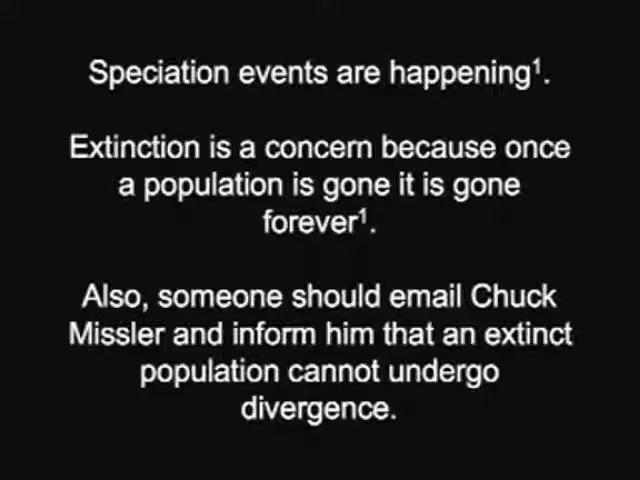 Speciation events are happening¹.
Extinction is a concern because once
a population is gone it is gone
forever¹.
Also, someone should email Chuck
Missler and inform him that an extinct
population cannot undergo
divergence.